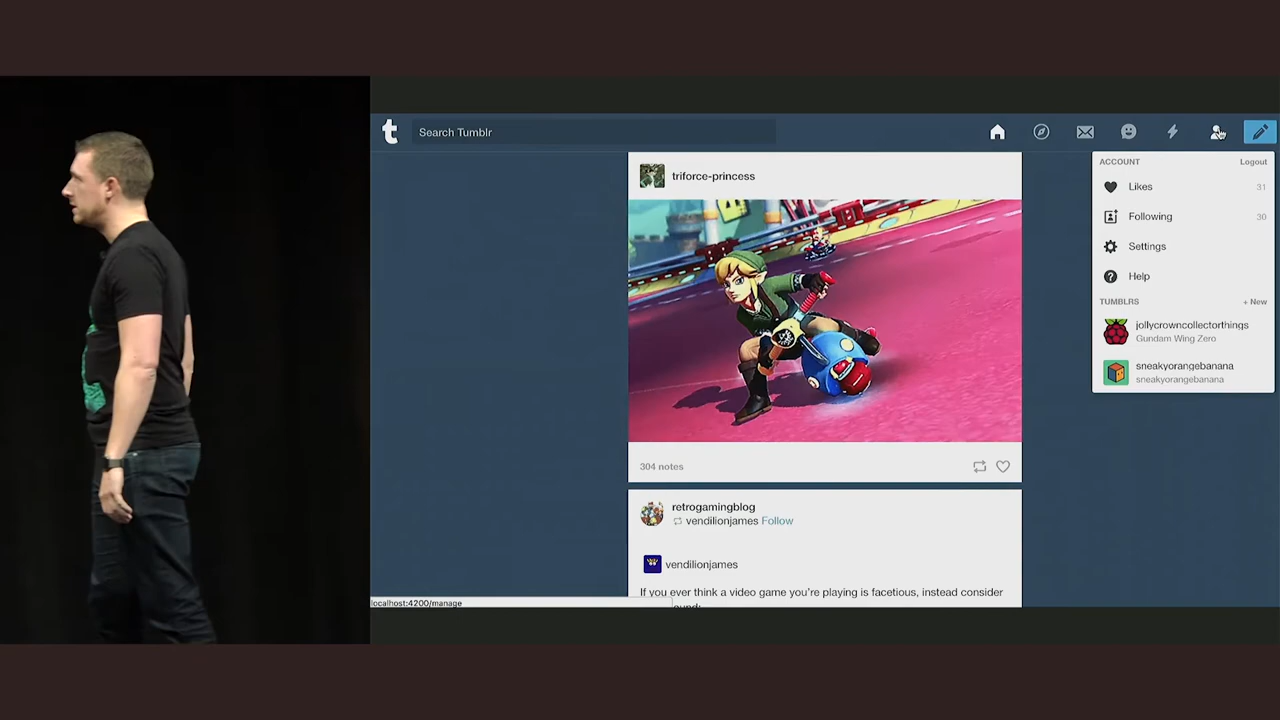 t
Search Tumblr
triforce-princess
304 notes
retrogamingblog
vendilionjames Follow
vendilionjames
If you ever think a video game you're playing is facetious, instead consider
localhost:4200/manage
ACCOUNT Logout
Likes 31
Following 30
Settings
Help
TUMBLRS + New
jollycrowncollectorthings
Gundam Wing Zero
sneakyorangebanana
sneakyorangebanana